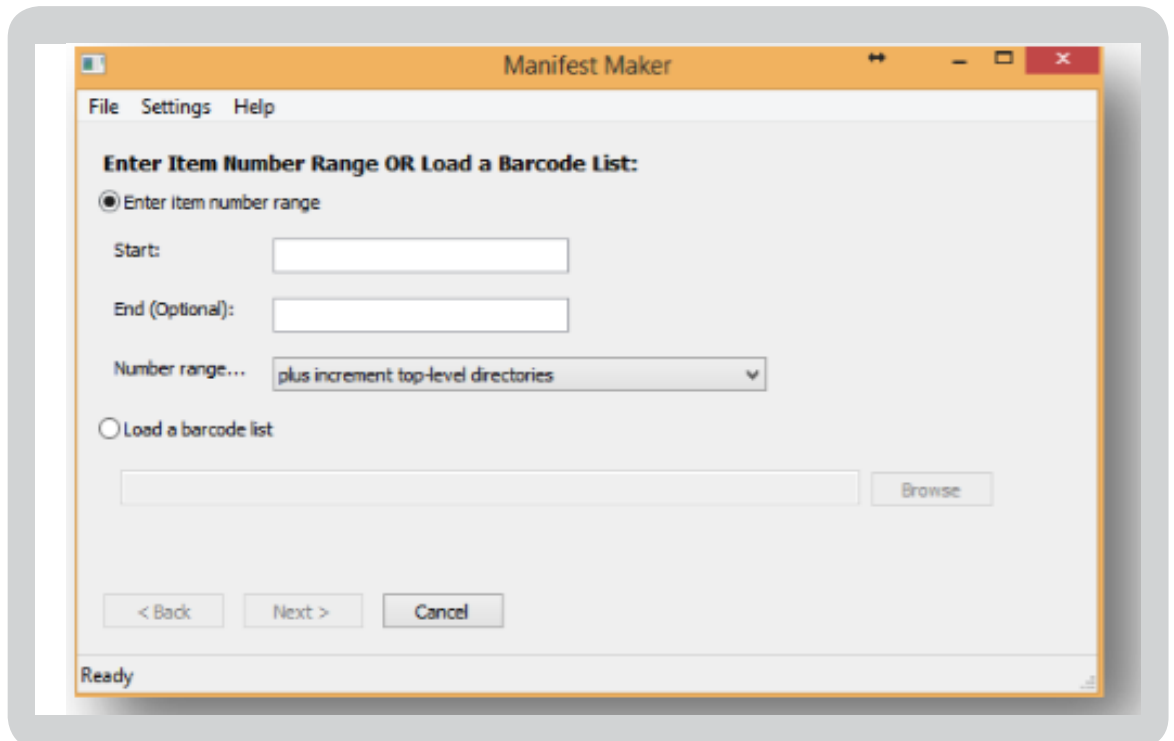 Manifest Maker
File Settings Help
Enter Item Number Range OR Load a Barcode List:
Enter item number range
Start:
End (Optional):
Number range... plus increment top-level directories
Load a barcode list
Browse
< Back Next > Cancel
Ready